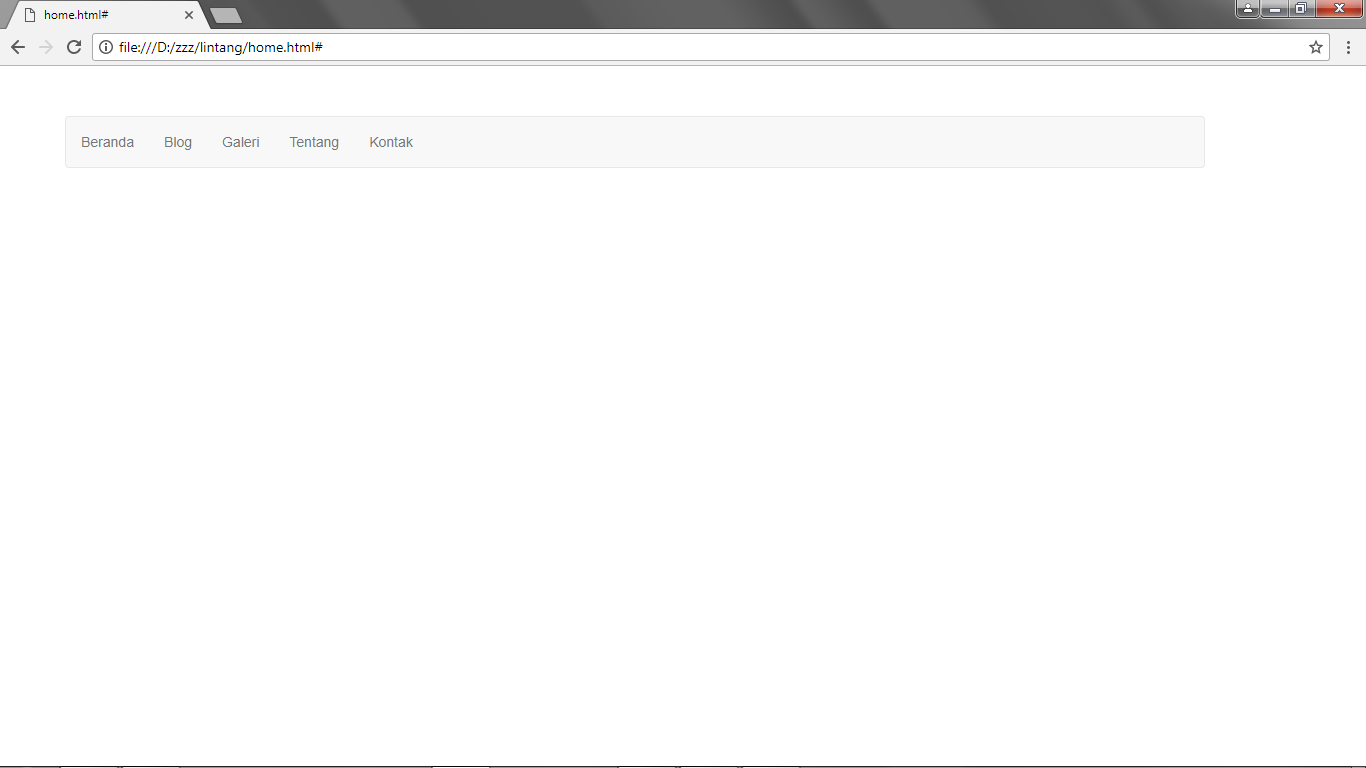 home.html#
file:///D:/zzz/lintang/home.html#
Beranda Blog Galeri Tentang Kontak